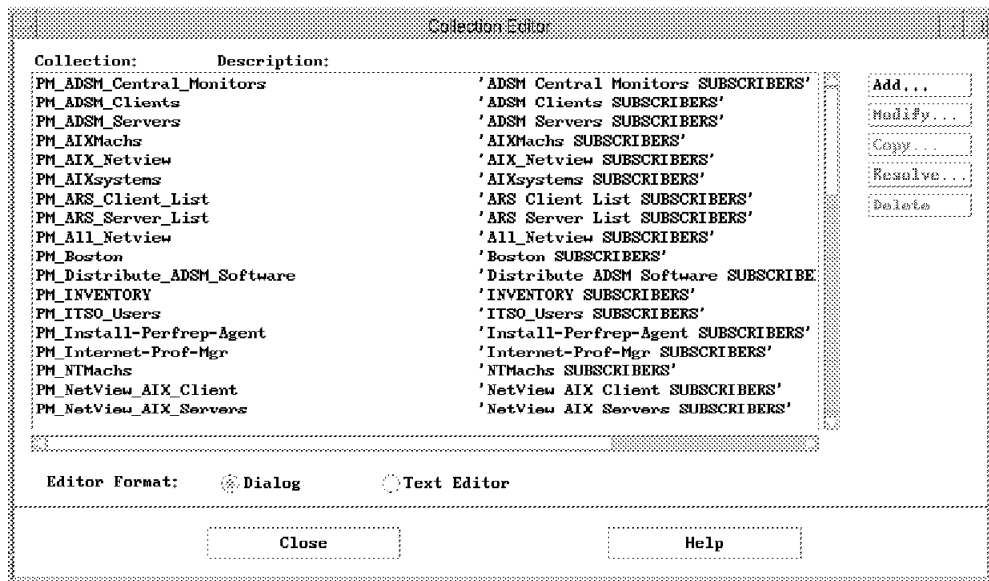 Collection Editor
Collection: Description:
PM_ADSM_Central_Monitors 'ADSM Central Monitors SUBSCRIBERS'
PM_ADSM_Clients 'ADSM Clients SUBSCRIBERS'
PM_ADSM_Servers 'ADSM Servers SUBSCRIBERS'
PM_AIXMachs 'AIXMachs SUBSCRIBERS'
PM_AIX_Netview 'AIX_Netview SUBSCRIBERS'
PM_AIXsystems 'AIXsystems SUBSCRIBERS'
PM_ARS_Client_List 'ARS Client List SUBSCRIBERS'
PM_ARS_Server_List 'ARS Server List SUBSCRIBERS'
PM_All_Netview 'All_Netview SUBSCRIBERS'
PM_Boston 'Boston SUBSCRIBERS'
PM_Distribute_ADSM_Software 'Distribute ADSM Software SUBSCRIBE
PM_INVENTORY 'INVENTORY SUBSCRIBERS'
PM_ITSO_Users 'ITSO_Users SUBSCRIBERS'
PM_Install-Perfrep-Agent 'Install-Perfrep-Agent SUBSCRIBERS'
PM_Internet-Prof-Mgr 'Internet-Prof-Mgr SUBSCRIBERS'
PM_NTMachs 'NTMachs SUBSCRIBERS'
PM_NetView_AIX_Client 'NetView AIX Client SUBSCRIBERS'
PM_NetView_AIX_Servers 'NetView AIX Servers SUBSCRIBERS'
Add...
Modify...
Copy...
Resolve...
Delete
Editor Format: Dialog Text Editor
Close Help